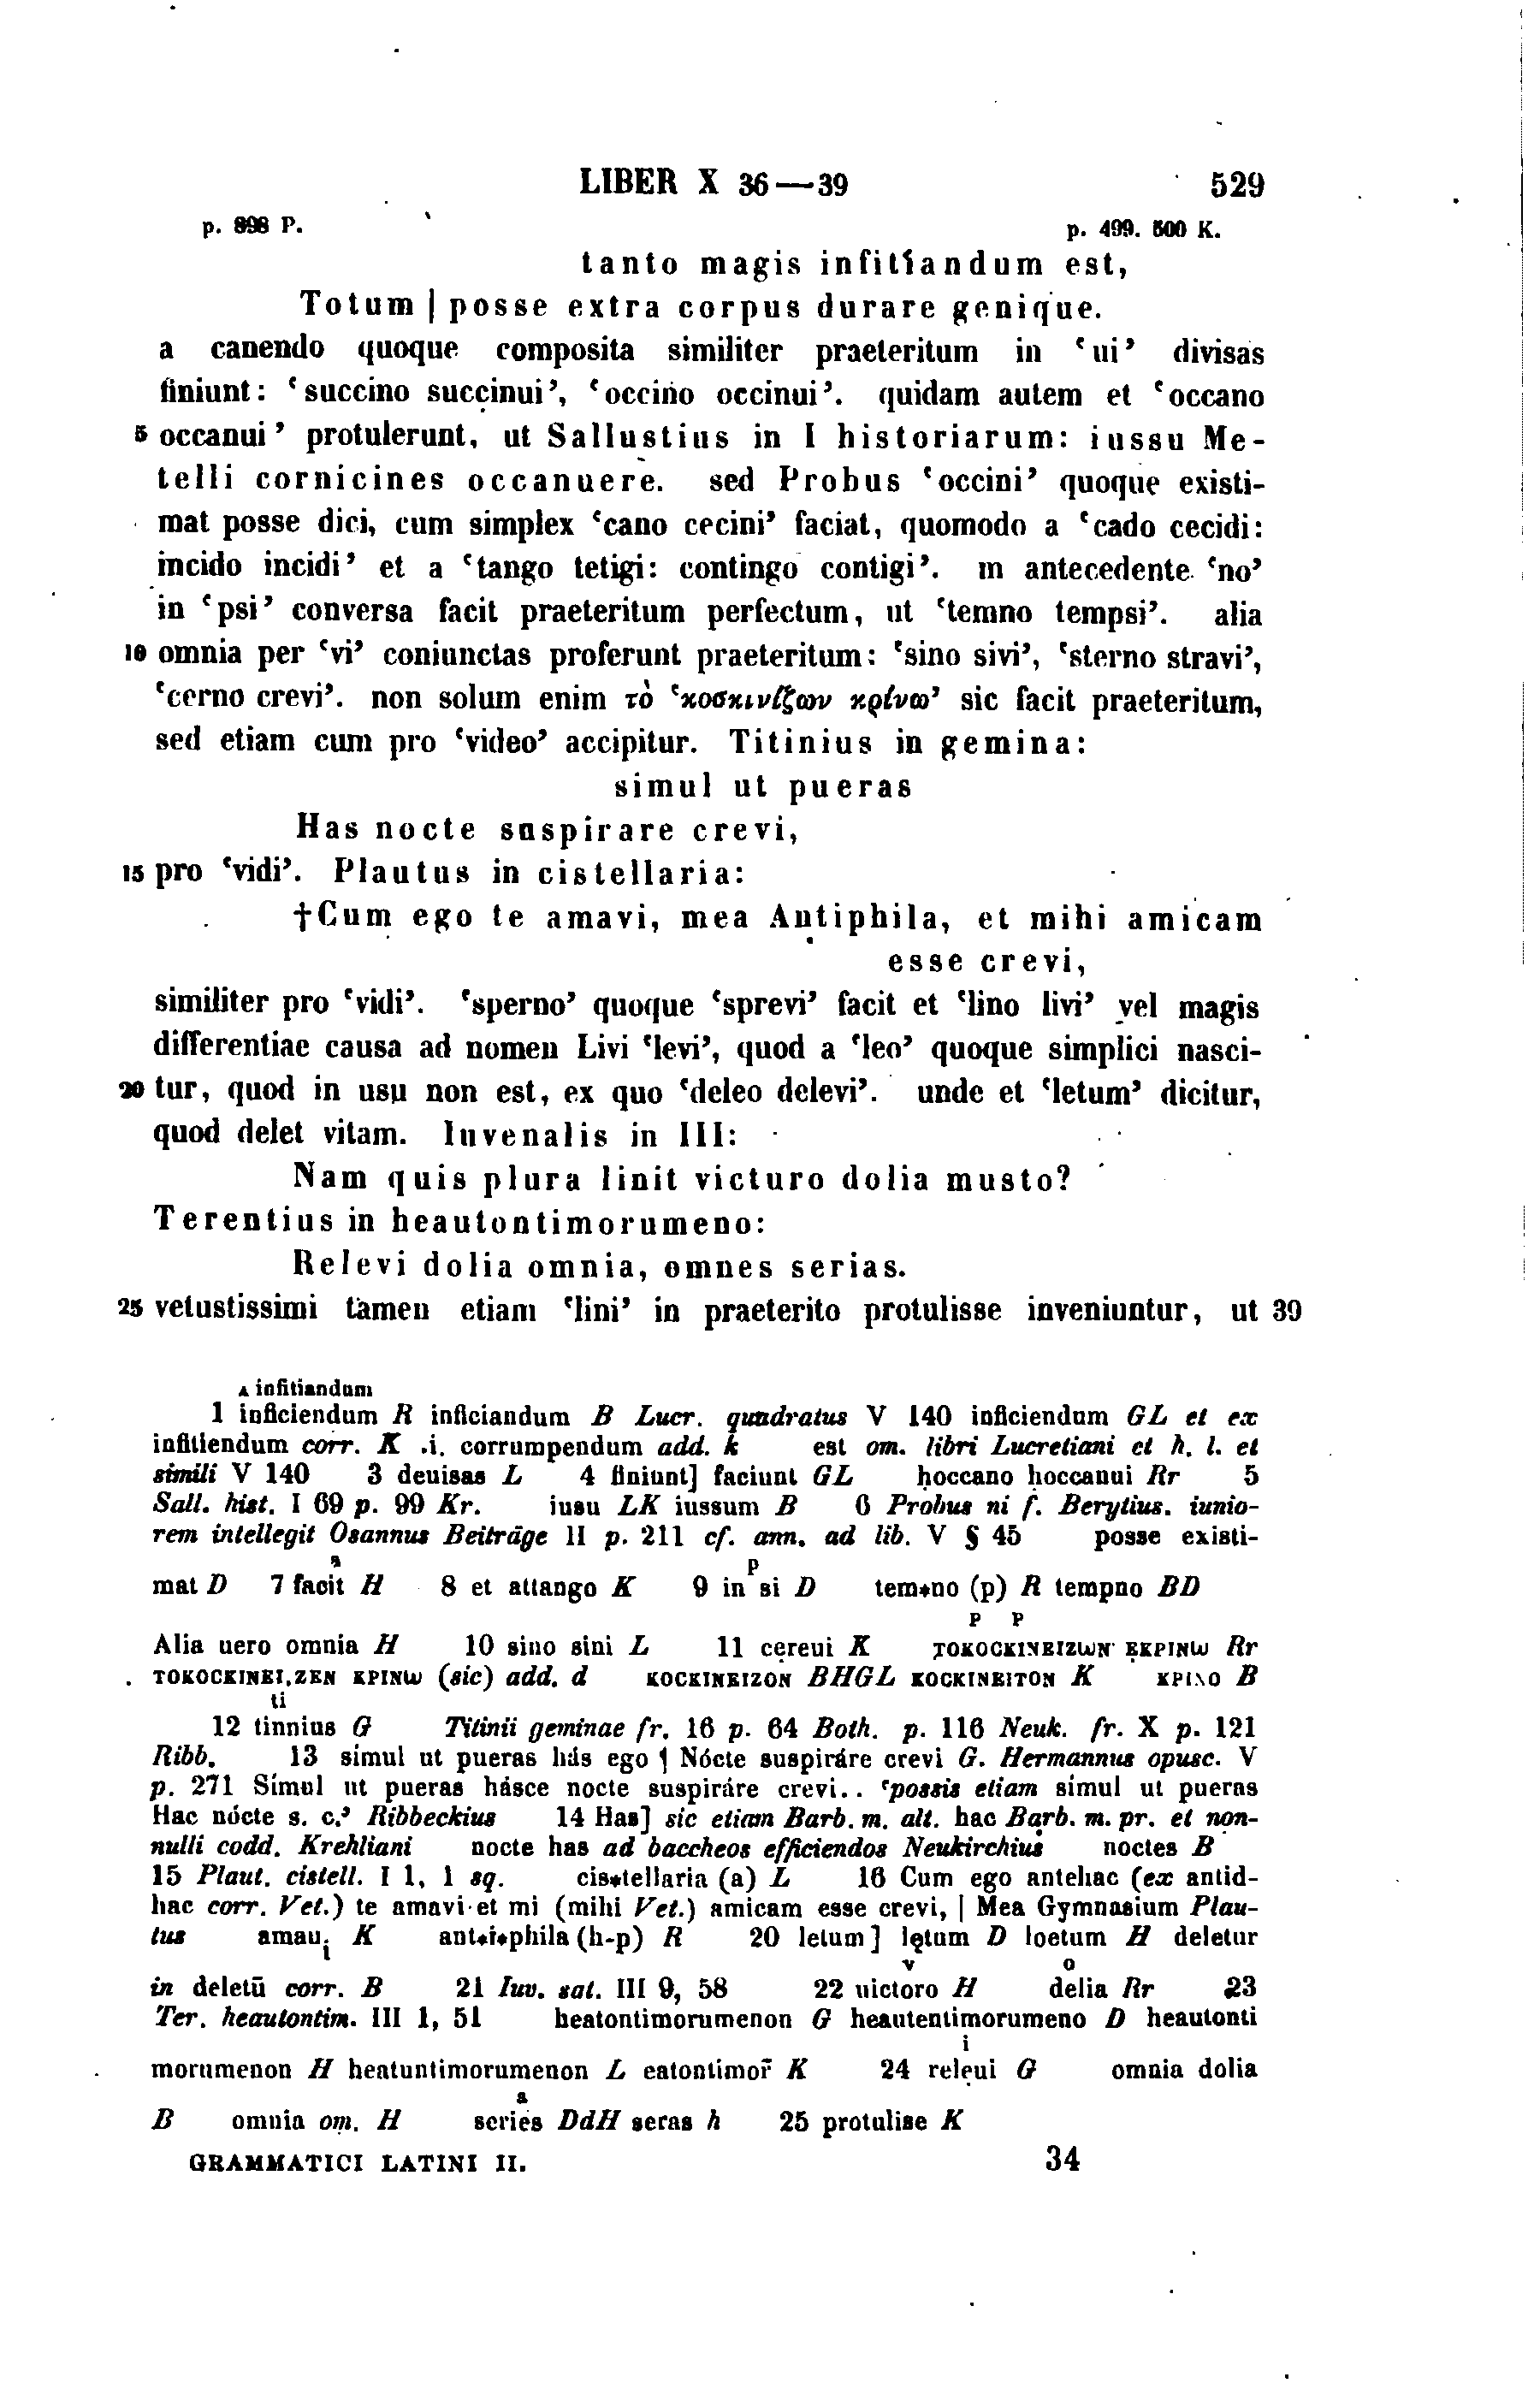 LIBER X 36—39 529
p. 898 P. p. 499. 500 K.
tanto magis infitiandum est,
Totum | posse extra corpus durare genique.
a canendo quoque composita similiter praeteritum in ‘ui’ divisas
finiunt: ‘succino succinui’, ‘occino occinui’. quidam autem et ‘occano
5 occanui’ protulerunt, ut Sallustius in I historiarum: iussu Me-
telli cornicines occanuere. sed Probus ‘occini’ quoque existi-
mat posse dici, cum simplex ‘cano cecini’ faciat, quomodo a ‘cado cecidi:
incido incidi’ et a ‘tango tetigi: contingo contigi’. m antecedente ‘no’
in ‘psi’ conversa facit praeteritum perfectum, ut ‘temno tempsi’. alia
10 omnia per ‘vi’ coniunctas proferunt praeteritum: ‘sino sivi’, ‘sterno stravi’,
‘cerno crevi’. non solum enim τὸ ‘κοσκινίζων κρίνω’ sic facit praeteritum,
sed etiam cum pro ‘video’ accipitur. Titinius in gemina:
simul ut pueras
Has nocte suspirare crevi,
15 pro ‘vidi’. Plautus in cistellaria:
†Cum ego te amavi, mea Antiphila, et mihi amicam
esse crevi,
similiter pro ‘vidi’. ‘sperno’ quoque ‘sprevi’ facit et ‘lino livi’ vel magis
differentiae causa ad nomen Livi ‘levi’, quod a ‘leo’ quoque simplici nasci-
20 tur, quod in usu non est, ex quo ‘deleo delevi’. unde et ‘letum’ dicitur,
quod delet vitam. Iuvenalis in III:
Nam quis plura linit victuro dolia musto?
Terentius in heautontimorumeno:
Relevi dolia omnia, omnes serias.
25 vetustissimi tamen etiam ‘lini’ in praeterito protulisse inveniuntur, ut 39
A infitiandum
1 inficiendum R inficiandum B Lucr. quadratus V 140 inficiendum GL et ex
infitiendum corr. K .i. corrumpendum add. k est om. libri Lucretiani et h. l. et
simili V 140 3 deuisas L 4 finiunt] faciunt GL hoccano hoccanui Rr 5
Sall. hist. I 69 p. 99 Kr. iusu LK iussum B 6 Probus ni f. Berytius. iunio-
rem intellegit Osannus Beiträge II p. 211 cf. ann. ad lib. V § 45 posse existi-
a p
mat D 7 facit H 8 et attango K 9 in si D tem*no (p) R tempno BD
P P
Alia uero omnia H 10 sino sini L 11 cereui K ΤΟΚΟCΚΙΝΕΙΖωΝ ΕΚΡΙΝω Rr
ΤΟΚΟCΚΙΝΕΙ.ΖΕΝ ΚΡΙΝω (sic) add. d ΚΟCΚΙΝΕΙΖΟΝ BHGL ΚΟCΚΙΝΕΙΤΟΝ K ΚΡΙΝΟ B
ti
12 tinnius G Titinii geminae fr. 16 p. 64 Both. p. 116 Neuk. fr. X p. 121
Ribb. 13 simul ut pueras hás ego ¶ Nócte suspiráre crevi G. Hermannus opusc. V
p. 271 Símul ut pueras hásce nocte suspiráre crevi.. ‘possis etiam simul ut pueras
Hac nócte s. c.’ Ribbeckius 14 Has] sic etiam Barb. m. alt. hac Barb. m. pr. et non-
nulli codd. Krehliani nocte has ad baccheos efficiendos Neukirchius noctes B
15 Plaut. cistell. I 1, 1 sq. cis*tellaria (a) L 16 Cum ego antehac (ex antid-
hac corr. Vet.) te amavi et mi (mihi Vet.) amicam esse crevi, | Mea Gymnasium Plau-
tus amaui K ant*i*phila (h-p) R 20 letum] lętum D loetum H deletur
v o
in deletū corr. B 21 Iuv. sat. III 9, 58 22 uictoro H delia Rr 23
Ter. heautontim. III 1, 51 heatontimorumenon G heautentimorumeno D heautonti
i
morumenon H heatuntimorumenon L eatontimor̄ K 24 releui G omnia dolia
a
B omnia om. H series DdH seras h 25 protulise K
GRAMMATICI LATINI II. 34